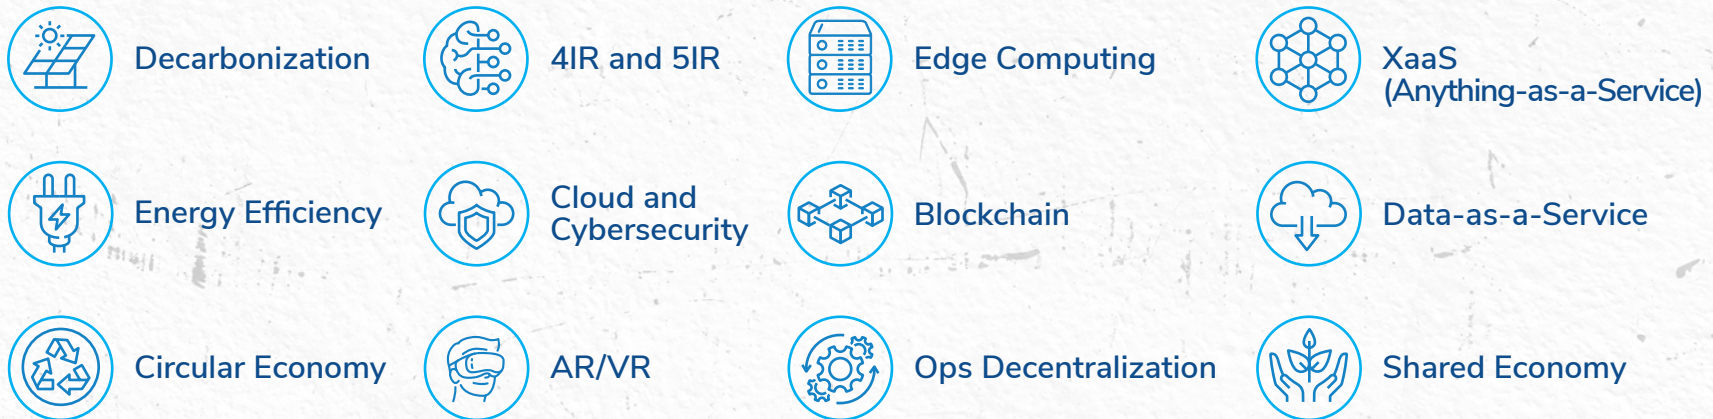 Decarbonization
4IR and 5IR
Edge Computing
XaaS
(Anything-as-a-Service)
Energy Efficiency
Cloud and
Cybersecurity
Blockchain
Data-as-a-Service
Circular Economy
AR/VR
Ops Decentralization
Shared Economy